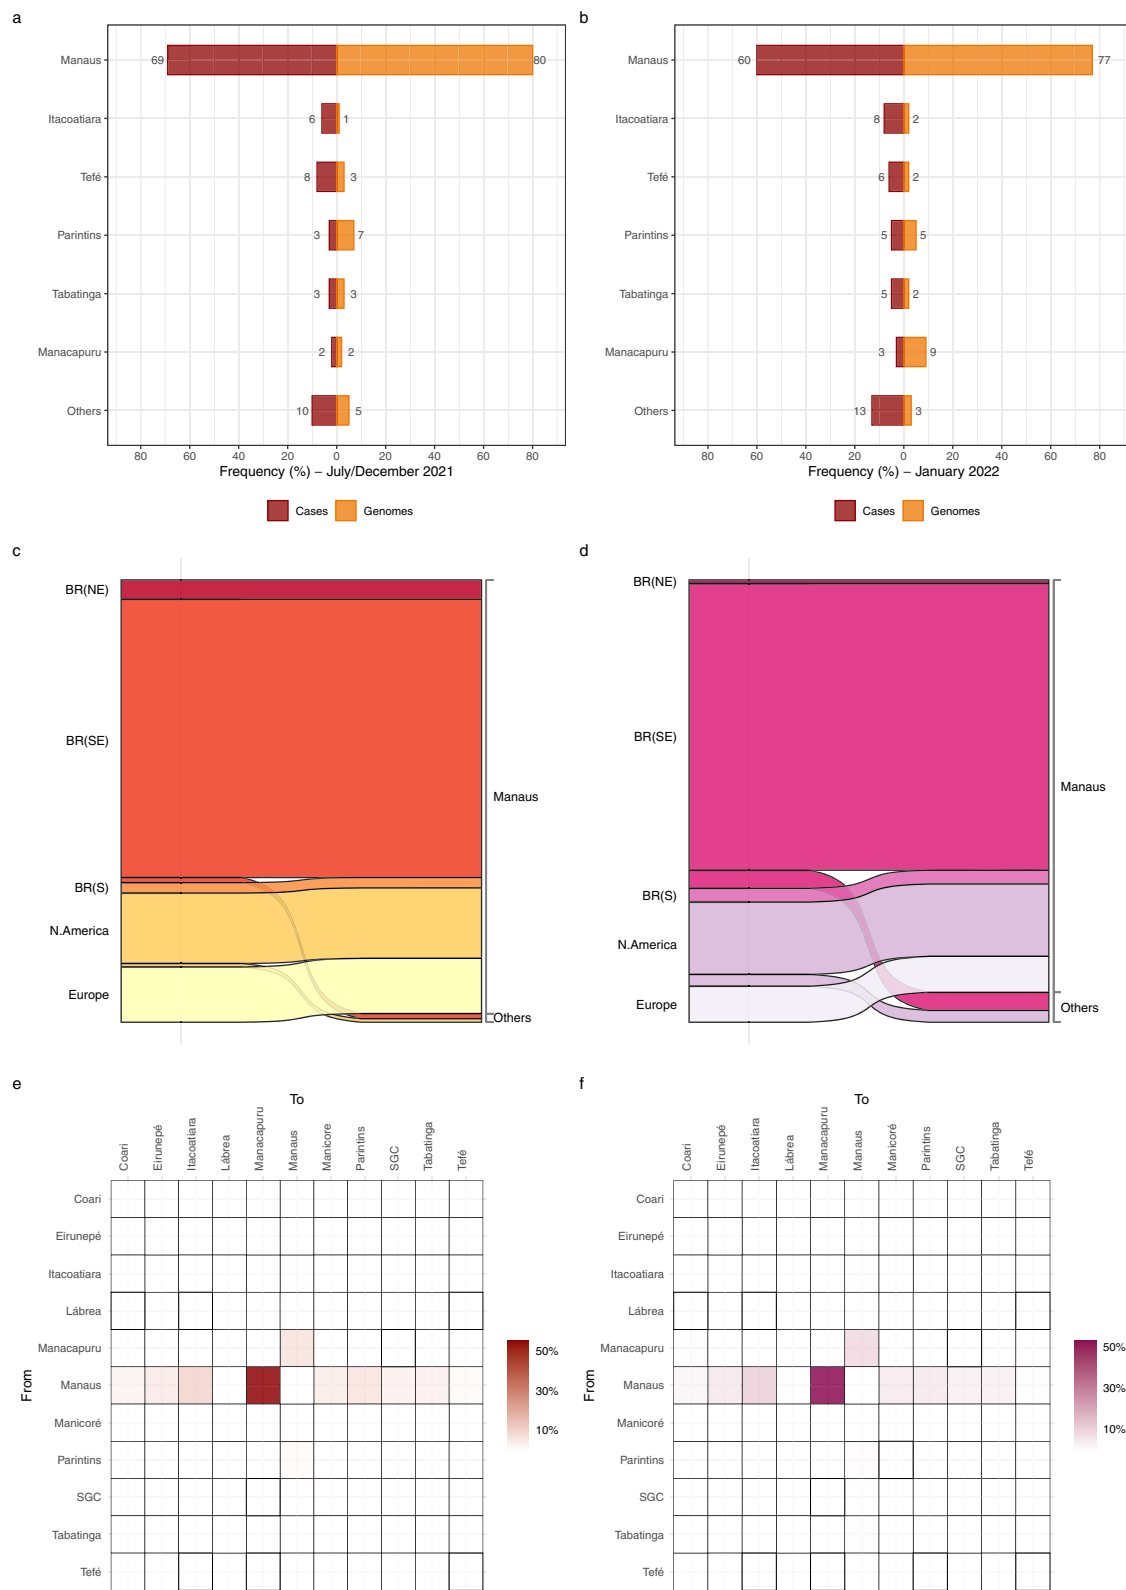 a
Manaus
69
80
Itacoatiara
6
1
Tefé
8
3
Parintins
3
7
Tabatinga
3
3
Manacapuru
2
2
Others
10
5
80 60 40 20 0 20 40 60 80
Frequency (%) – July/December 2021
Cases Genomes
b
Manaus
60
77
Itacoatiara
8
2
Tefé
6
2
Parintins
5
5
Tabatinga
5
2
Manacapuru
3
9
Others
13
3
80 60 40 20 0 20 40 60 80
Frequency (%) – January 2022
Cases Genomes
c
BR(NE)
BR(SE)
BR(S)
N.America
Europe
Manaus
Others
d
BR(NE)
BR(SE)
BR(S)
N.America
Europe
Manaus
Others
e
To
Coari
Eirunepé
Itacoatiara
Lábrea
Manacapuru
Manaus
Manicore
Parintins
SGC
Tabatinga
Tefé
From
Coari
Eirunepé
Itacoatiara
Lábrea
Manacapuru
Manaus
Manicoré
Parintins
SGC
Tabatinga
Tefé
50%
30%
10%
f
To
Coari
Eirunepé
Itacoatiara
Lábrea
Manacapuru
Manaus
Manicoré
Parintins
SGC
Tabatinga
Tefé
From
Coari
Eirunepé
Itacoatiara
Lábrea
Manacapuru
Manaus
Manicoré
Parintins
SGC
Tabatinga
Tefé
50%
30%
10%